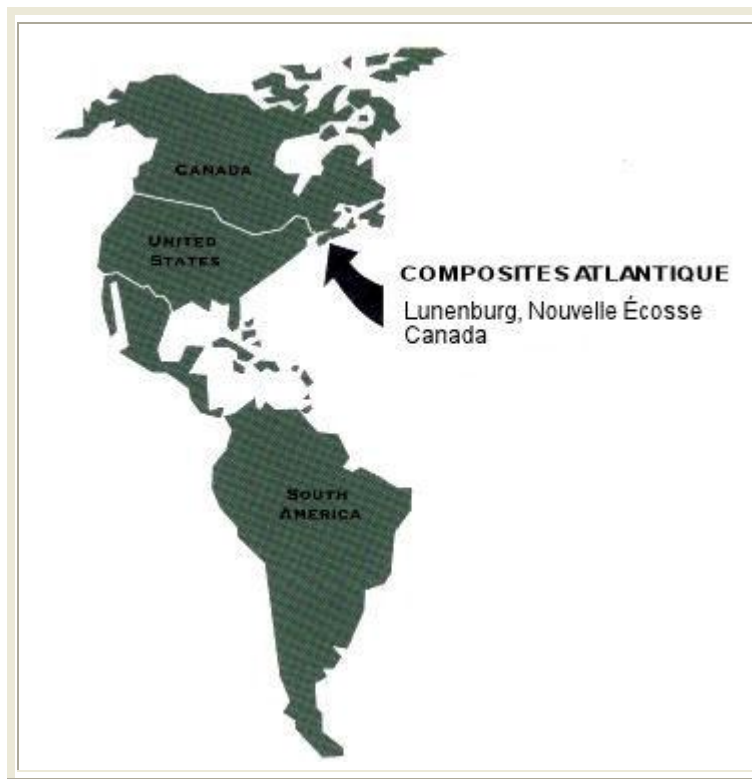 CANADA
UNITED
STATES
COMPOSITES ATLANTIQUE
Lunenburg, Nouvelle Écosse
Canada
SOUTH
AMERICA